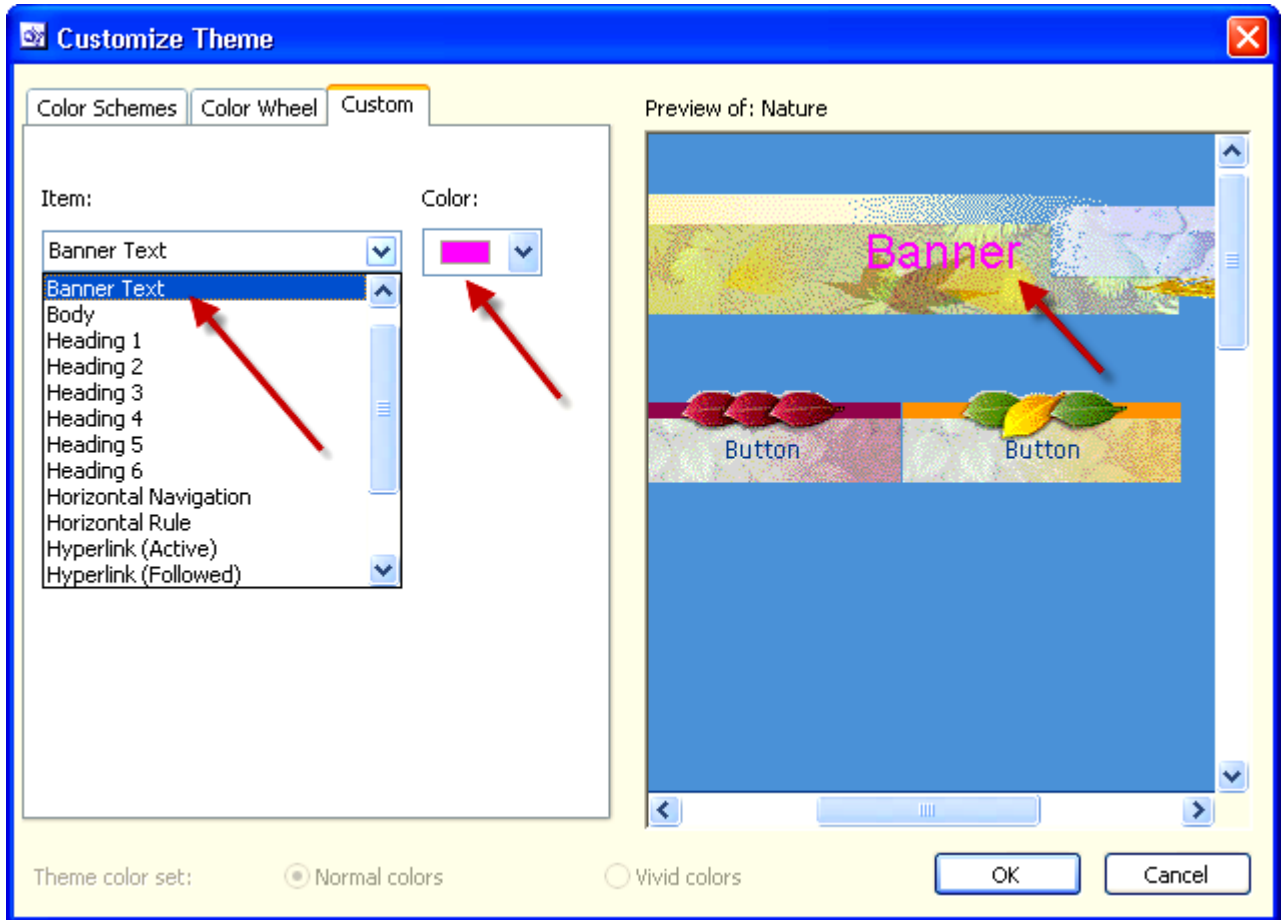 Customize Theme
Color Schemes Color Wheel Custom
Preview of: Nature
Item: Color:
Banner Text
Banner Text
Body
Heading 1
Heading 2
Heading 3
Heading 4
Heading 5
Heading 6
Horizontal Navigation
Horizontal Rule
Hyperlink (Active)
Hyperlink (Followed)
Banner
Button Button
Theme color set: Normal colors Vivid colors
OK Cancel